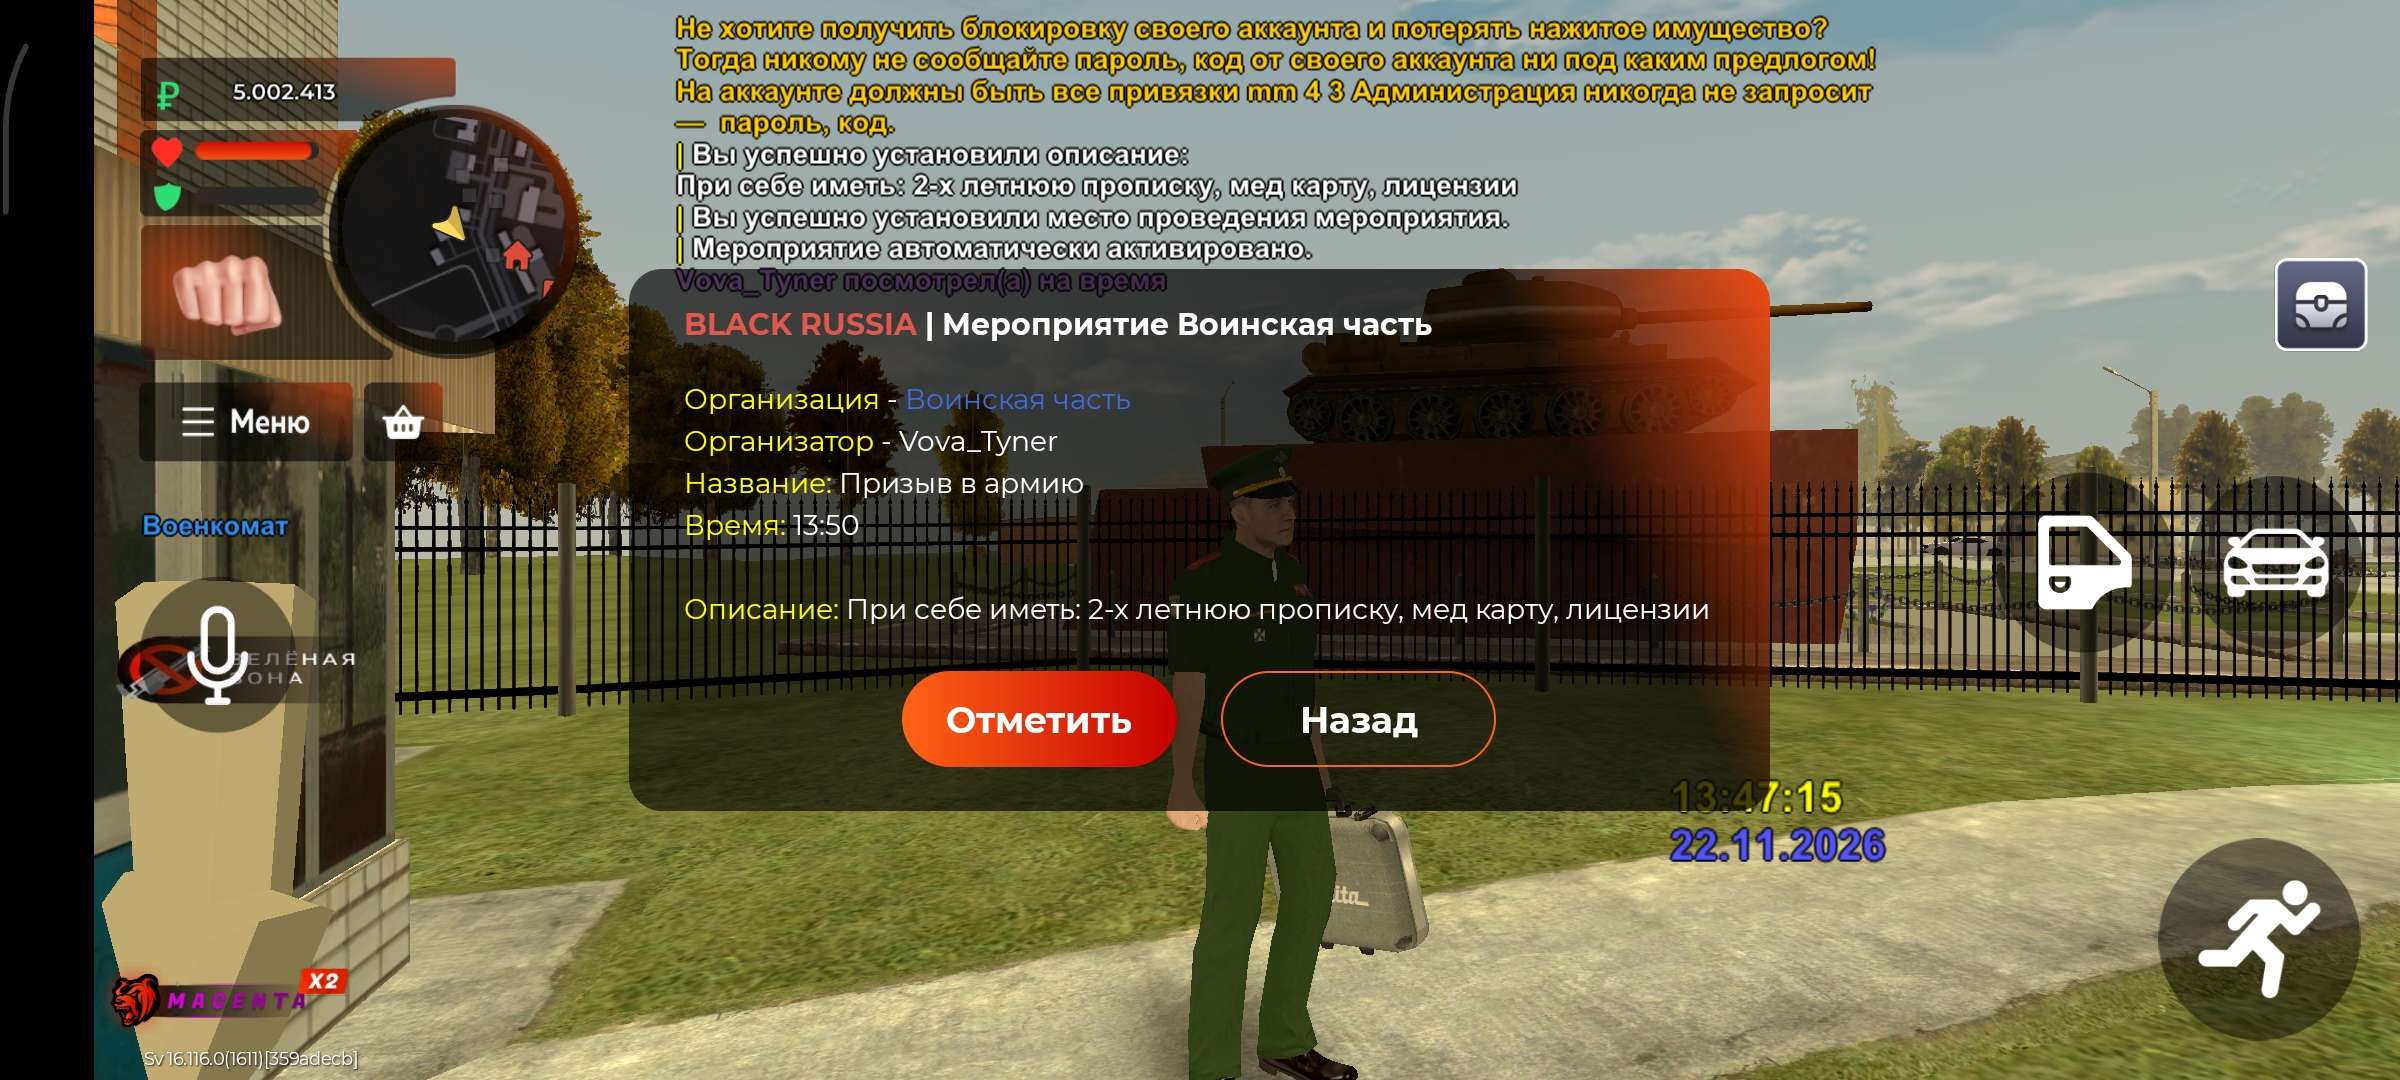 Не хотите получить блокировку своего аккаунта и потерять нажитое имущество?
Тогда никому не сообщайте пароль, код от своего аккаунта ни под каким предлогом!
На аккаунте должны быть все привязки mm 4 3 Администрация никогда не запросит
— пароль, код.
| Вы успешно установили описание:
При себе иметь: 2-х летнюю прописку, мед карту, лицензии
| Вы успешно установили место проведения мероприятия.
| Мероприятие автоматически активировано.
Vova_Tyner посмотрел(а) на время
5.002.413
Меню
Военкомат
BLACK RUSSIA | Мероприятие Воинская часть
Организация - Воинская часть
Организатор - Vova_Tyner
Название: Призыв в армию
Время: 13:50
Описание: При себе иметь: 2-х летнюю прописку, мед карту, лицензии
Отметить
Назад
13:47:15
22.11.2026
MAGENTA
X2
Sv 16.116.0(1611)[359adecb]